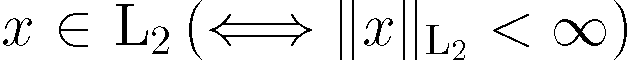 x ∈ L₂ (⟺ ‖x‖_{L₂} < ∞)